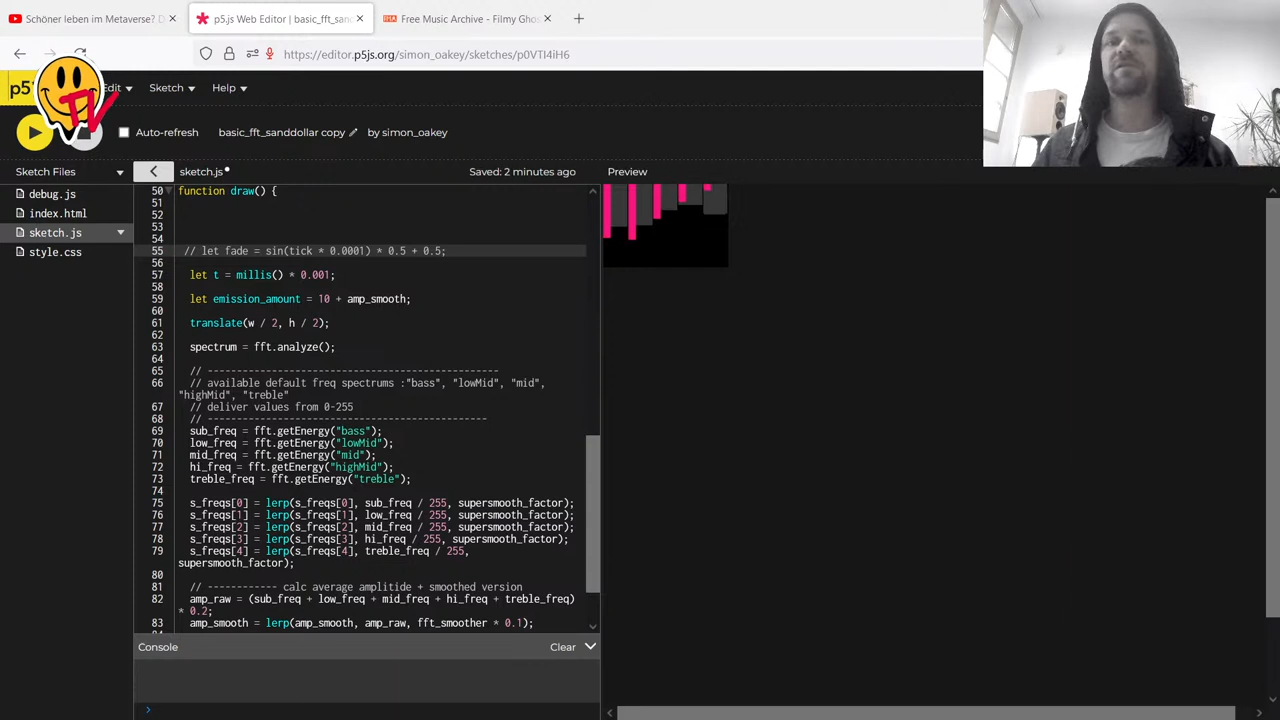 Schöner leben im Metaverse? D
p5.js Web Editor | basic_fft_sand
Free Music Archive - Filmy Gho
https://editor.p5js.org/simon_oakey/sketches/p0VTI4iH6
p5
TV
Edit
Sketch
Help
Auto-refresh
basic_fft_sanddollar copy
by simon_oakey
Sketch Files
sketch.js
Saved: 2 minutes ago
Preview
debug.js
index.html
sketch.js
style.css
50 function draw() {
51
52
53
54
55 // let fade = sin(tick * 0.0001) * 0.5 + 0.5;
56
57 let t = millis() * 0.001;
58
59 let emission_amount = 10 + amp_smooth;
60
61 translate(w / 2, h / 2);
62
63 spectrum = fft.analyze();
64
65 // --------------------------------------------------
66 // available default freq spectrums :"bass", "lowMid", "mid",
"highMid", "treble"
67 // deliver values from 0-255
68 // ------------------------------------------------
69 sub_freq = fft.getEnergy("bass");
70 low_freq = fft.getEnergy("lowMid");
71 mid_freq = fft.getEnergy("mid");
72 hi_freq = fft.getEnergy("highMid");
73 treble_freq = fft.getEnergy("treble");
74
75 s_freqs[0] = lerp(s_freqs[0], sub_freq / 255, supersmooth_factor);
76 s_freqs[1] = lerp(s_freqs[1], low_freq / 255, supersmooth_factor);
77 s_freqs[2] = lerp(s_freqs[2], mid_freq / 255, supersmooth_factor);
78 s_freqs[3] = lerp(s_freqs[3], hi_freq / 255, supersmooth_factor);
79 s_freqs[4] = lerp(s_freqs[4], treble_freq / 255,
supersmooth_factor);
80
81 // ------------ calc average amplitide + smoothed version
82 amp_raw = (sub_freq + low_freq + mid_freq + hi_freq + treble_freq)
* 0.2;
83 amp_smooth = lerp(amp_smooth, amp_raw, fft_smoother * 0.1);
Console
Clear